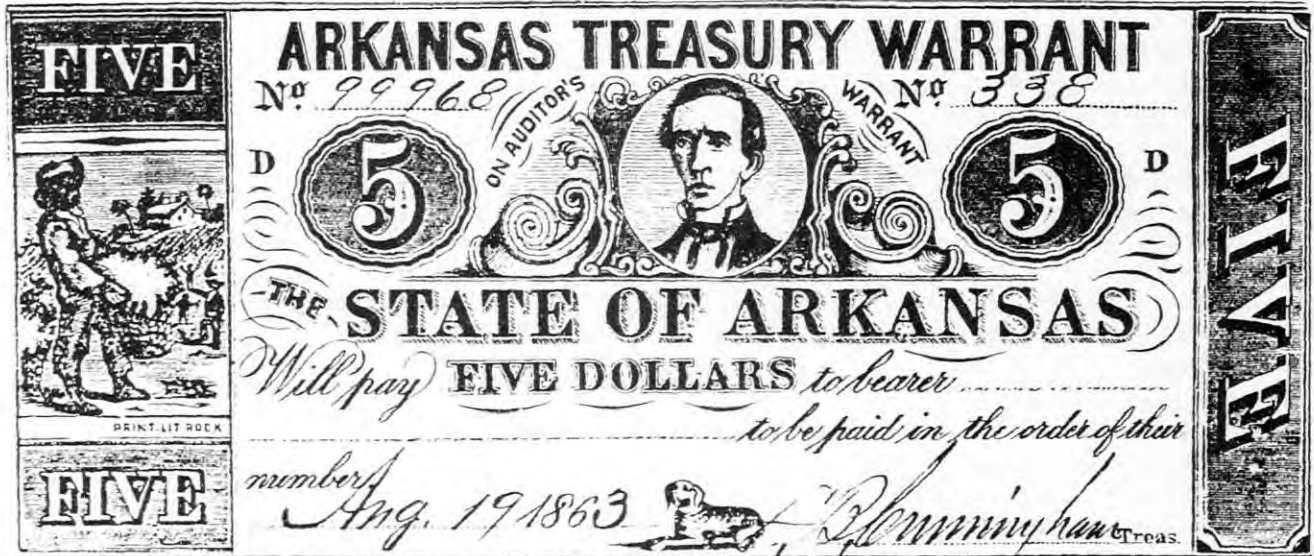 FIVE
ARKANSAS TREASURY WARRANT
Nº 99968
ON AUDITOR'S
WARRANT
Nº 338
D 5
5 D
THE
STATE OF ARKANSAS
Will pay FIVE DOLLARS to bearer
to be paid in the order of their
numbers
Aug. 19 1863
Cunningham Treas.
PRINT LIT ROCK
FIVE
FIVE